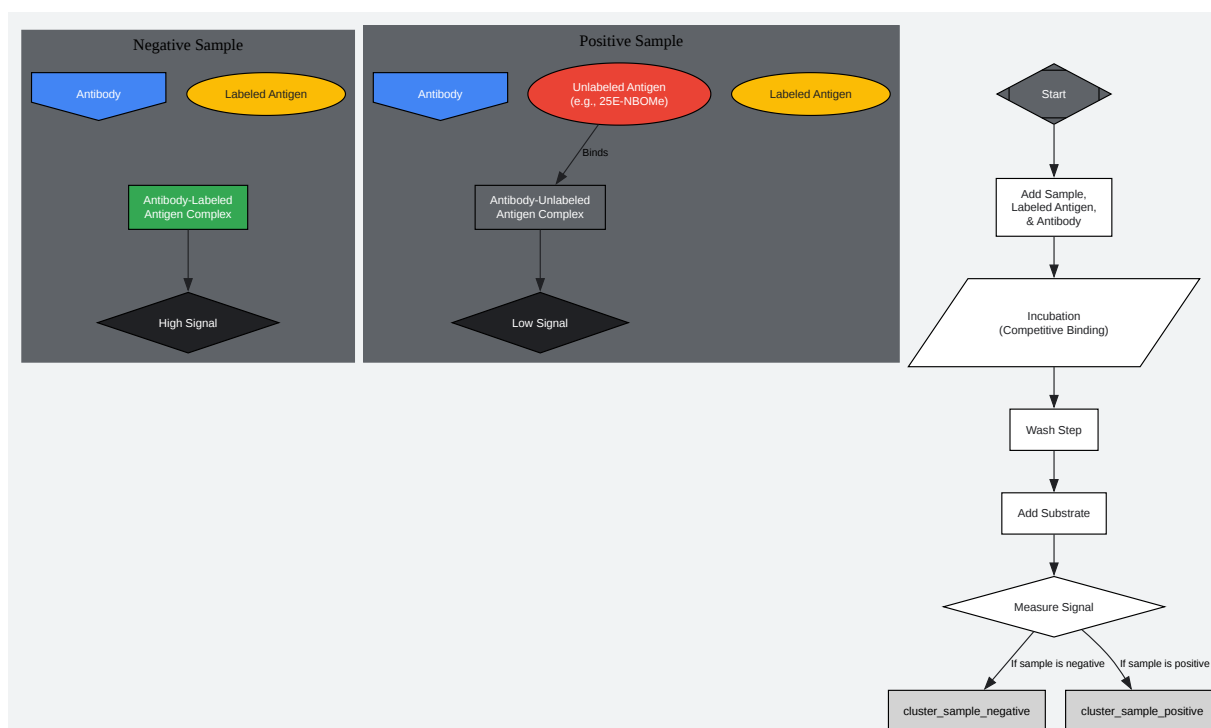 Negative Sample
Antibody
Labeled Antigen
Antibody-Labeled
Antigen Complex
High Signal
Positive Sample
Antibody
Unlabeled Antigen
(e.g., 25E-NBOMe)
Labeled Antigen
Binds
Antibody-Unlabeled
Antigen Complex
Low Signal
Start
Add Sample,
Labeled Antigen,
& Antibody
Incubation
(Competitive Binding)
Wash Step
Add Substrate
Measure Signal
If sample is negative
If sample is positive
cluster_sample_negative
cluster_sample_positive